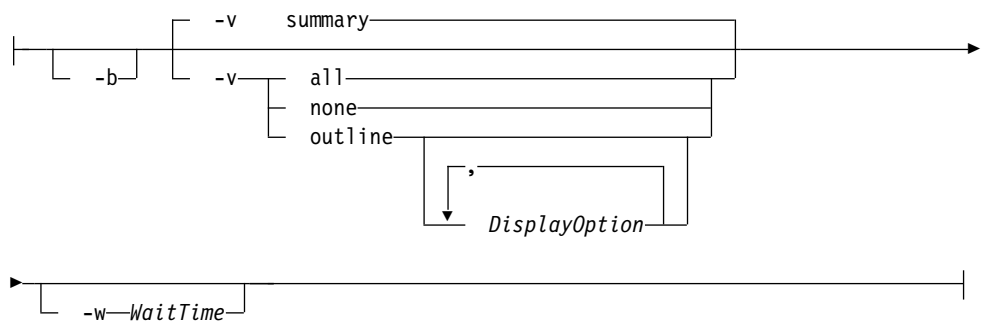 -v summary
-b
-v all
none
outline
,
DisplayOption
-w WaitTime